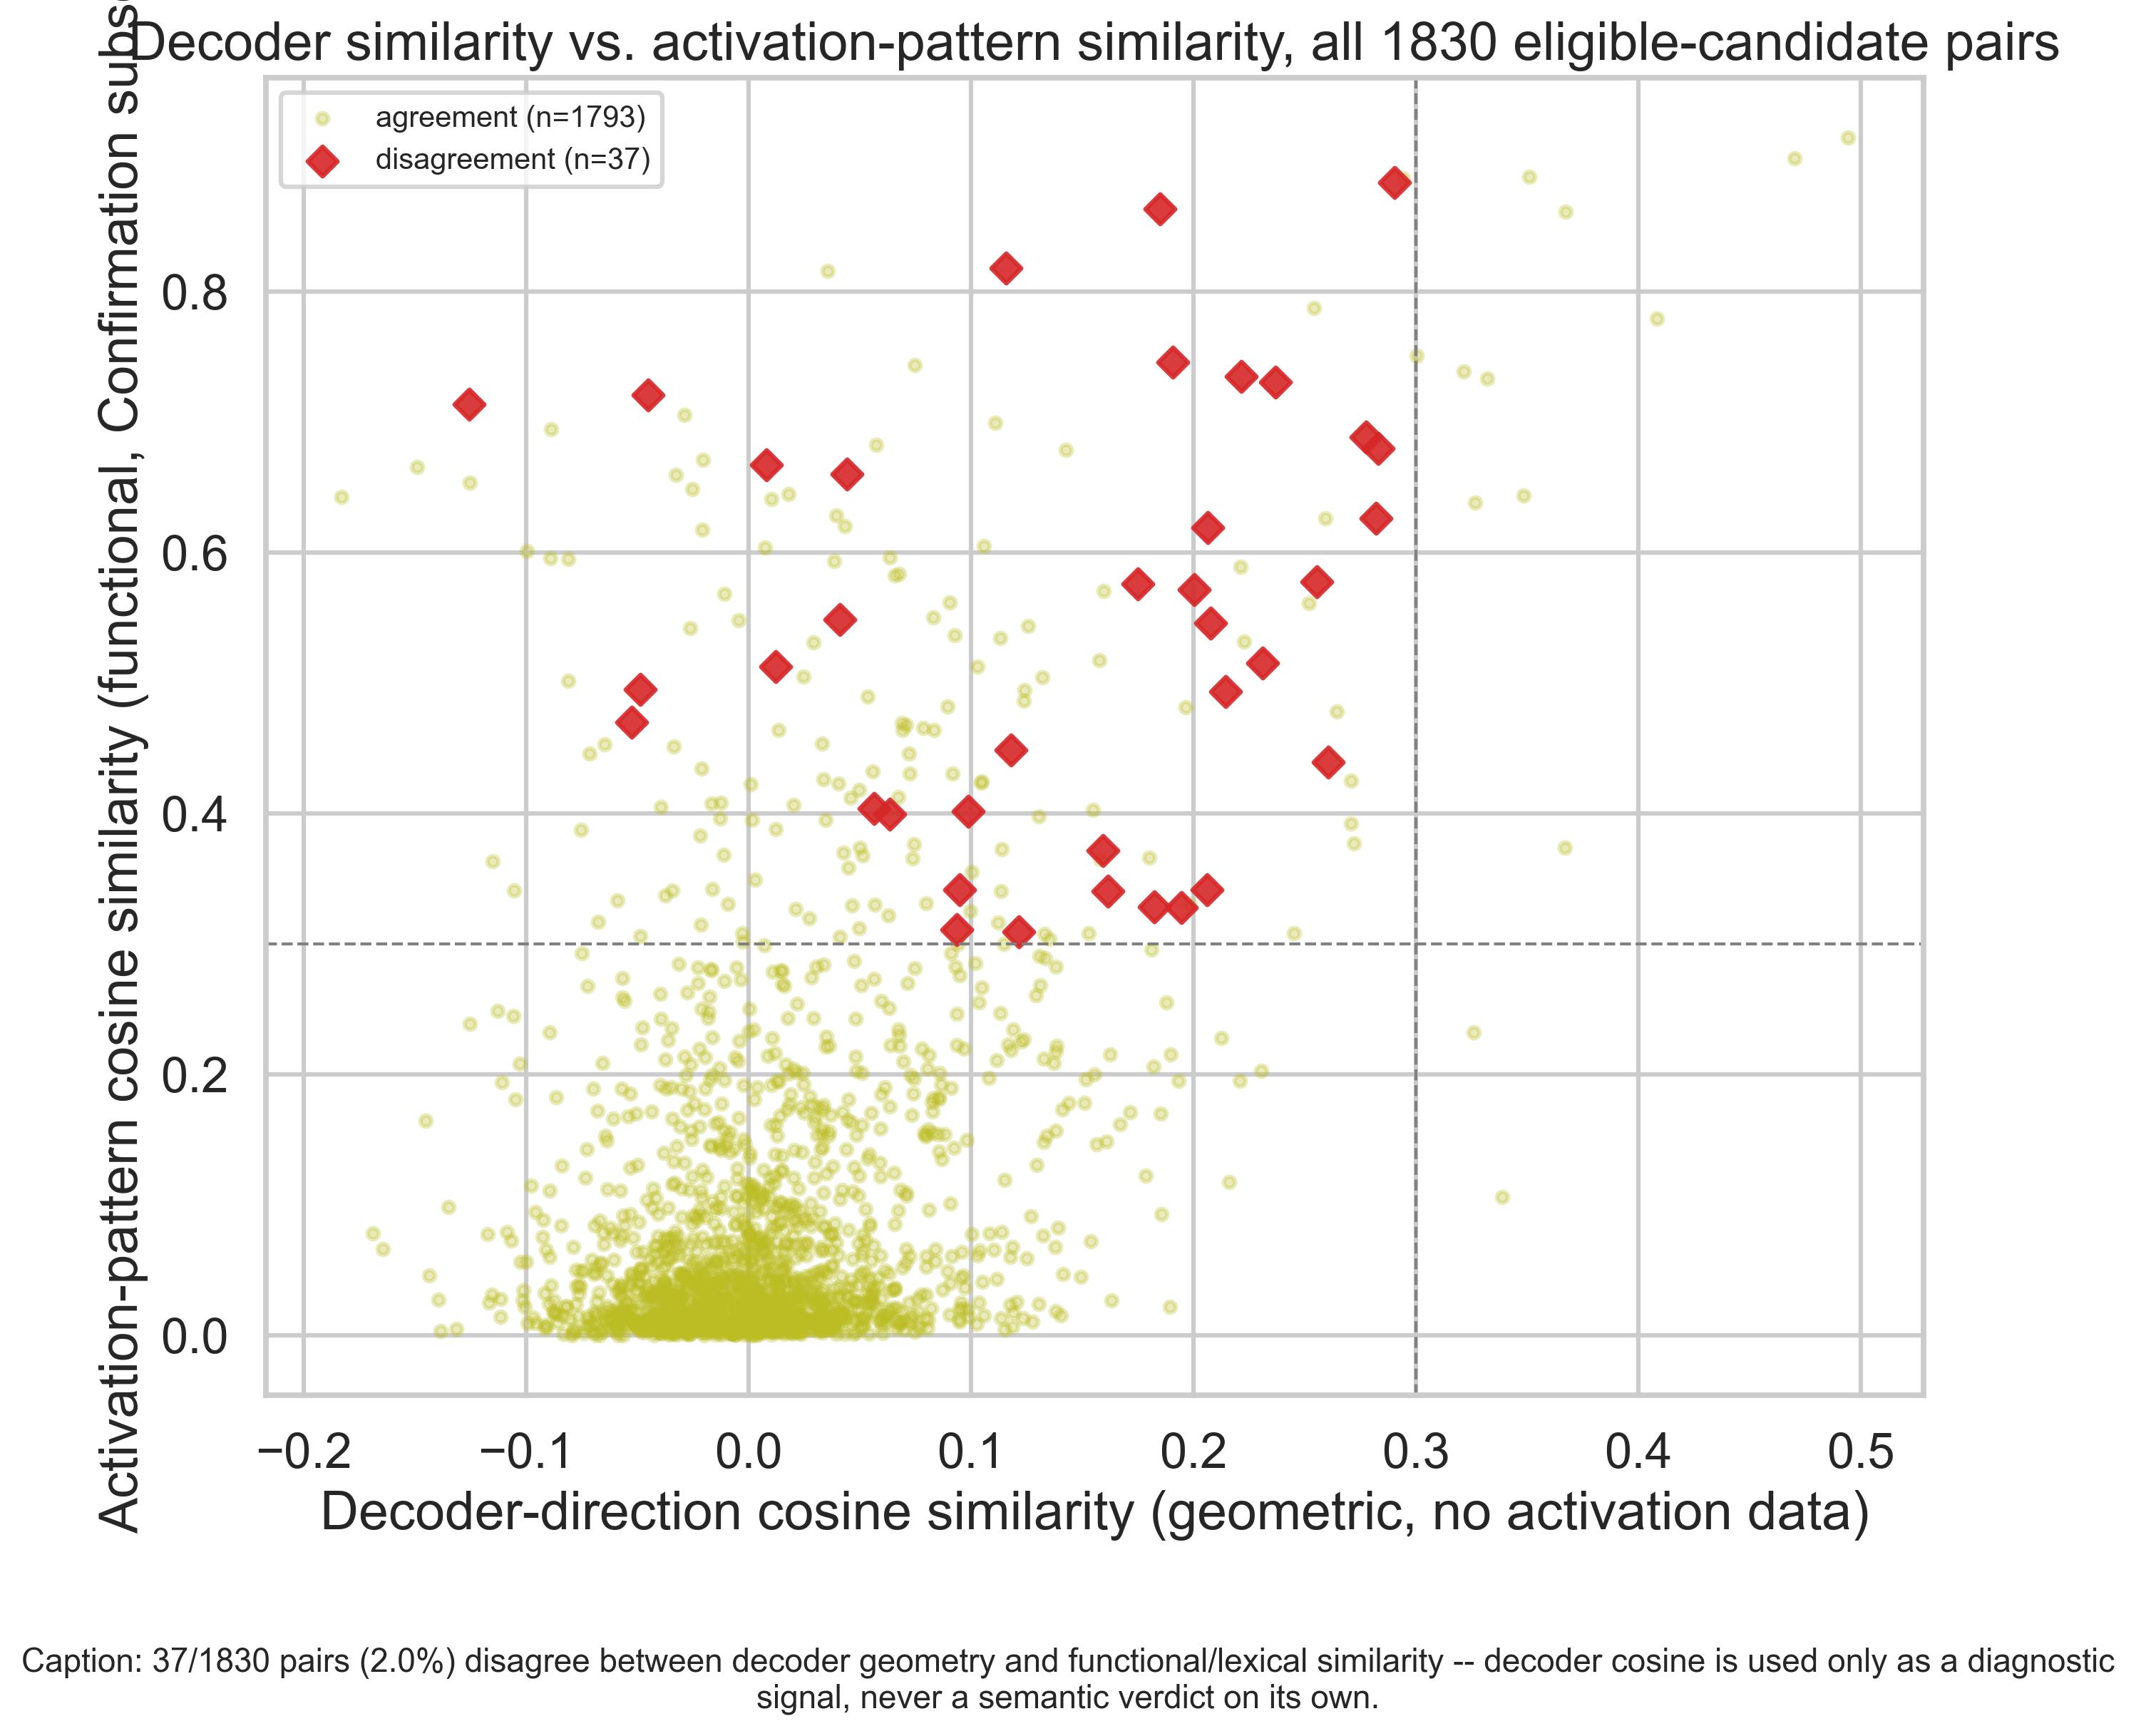 Decoder similarity vs. activation-pattern similarity, all 1830 eligible-candidate pairs
agreement (n=1793)
disagreement (n=37)
Activation-pattern cosine similarity (functional, Confirmation
0.8
0.6
0.4
0.2
0.0
−0.2 −0.1 0.0 0.1 0.2 0.3 0.4 0.5
Decoder-direction cosine similarity (geometric, no activation data)
Caption: 37/1830 pairs (2.0%) disagree between decoder geometry and functional/lexical similarity -- decoder cosine is used only as a diagnostic
signal, never a semantic verdict on its own.